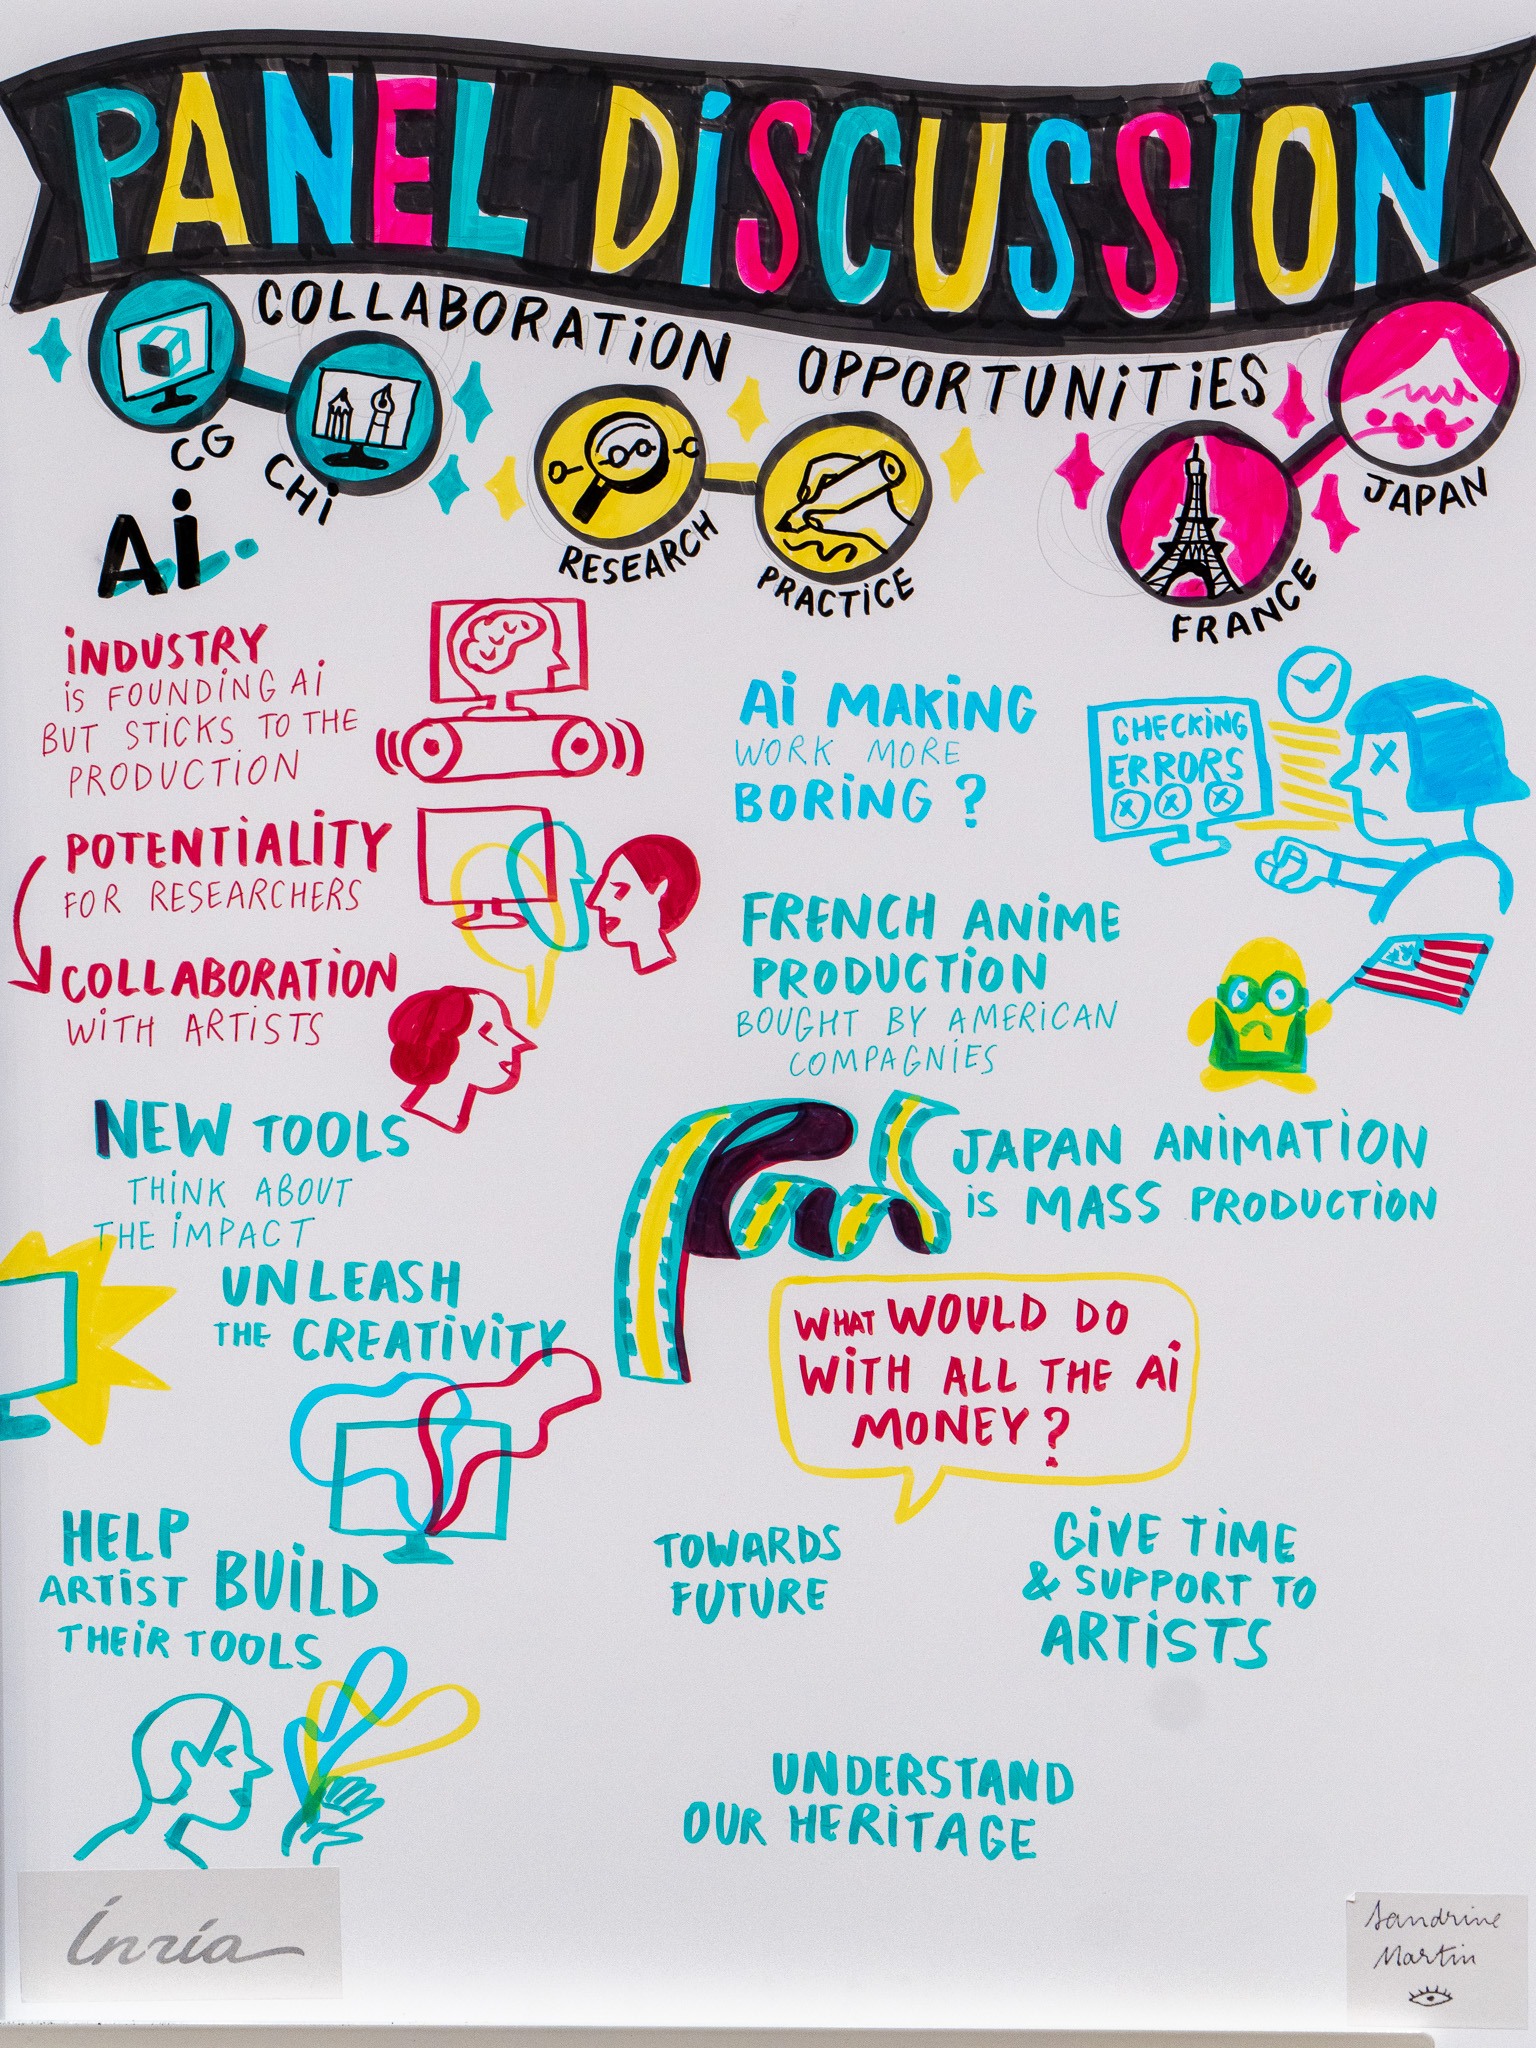 PANEL DISCUSSION
COLLABORATION OPPORTUNITIES
CG
CHi
RESEARCH
PRACTiCE
FRANCE
JAPAN
Ai.
iNDUSTRY
iS FOUNDiNG Ai
BUT STiCKS TO THE
PRODUCTiON
POTENTiALiTY
FOR RESEARCHERS
COLLABORATiON
WiTH ARTiSTS
NEW TOOLS
THiNK ABOUT
THE iMPACT
UNLEASH
THE CREATiViTY
HELP
ARTiST BUiLD
THEiR TOOLS
Ai MAKiNG
WORK MORE
BORiNG ?
CHECKiNG
ERRORS
FRENCH ANiME
PRODUCTiON
BOUGHT BY AMERiCAN
COMPAGNiES
JAPAN ANiMATiON
iS MASS PRODUCTiON
WHAT WOULD DO
WiTH ALL THE Ai
MONEY ?
TOWARDS
FUTURE
GiVE TiME
& SUPPORT TO
ARTiSTS
UNDERSTAND
OUR HERiTAGE
Inria
Sandrine
Martin